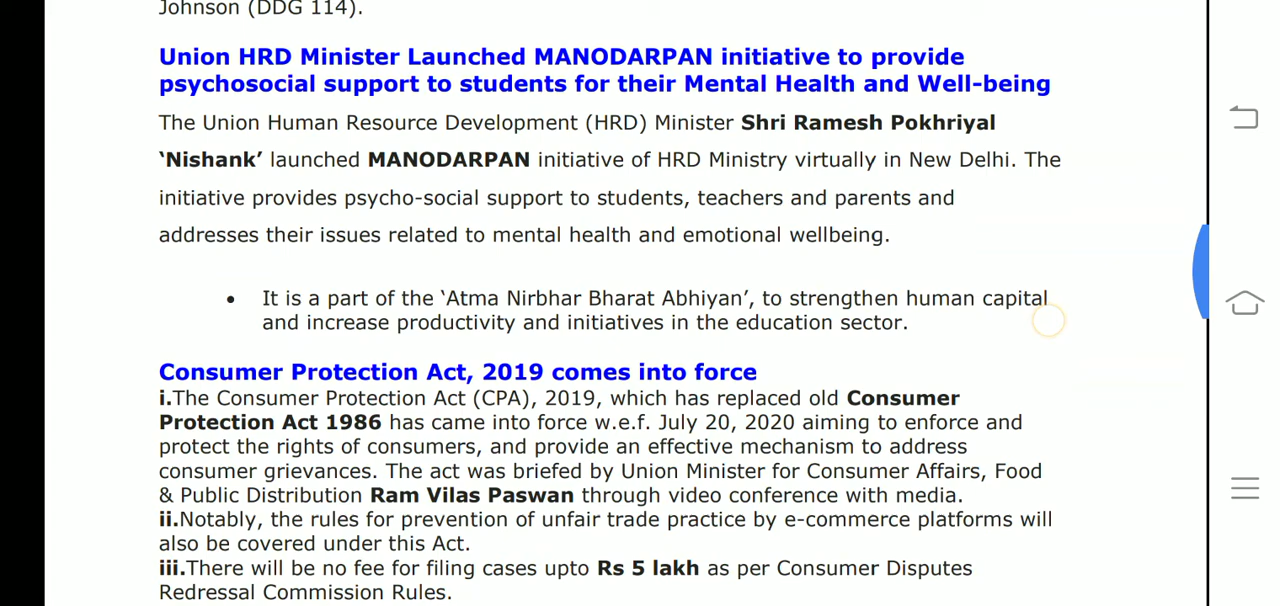 Johnson (DDG 114).
Union HRD Minister Launched MANODARPAN initiative to provide
psychosocial support to students for their Mental Health and Well-being
The Union Human Resource Development (HRD) Minister Shri Ramesh Pokhriyal
‘Nishank’ launched MANODARPAN initiative of HRD Ministry virtually in New Delhi. The
initiative provides psycho-social support to students, teachers and parents and
addresses their issues related to mental health and emotional wellbeing.
• It is a part of the ‘Atma Nirbhar Bharat Abhiyan’, to strengthen human capital
and increase productivity and initiatives in the education sector.
Consumer Protection Act, 2019 comes into force
i.The Consumer Protection Act (CPA), 2019, which has replaced old Consumer
Protection Act 1986 has came into force w.e.f. July 20, 2020 aiming to enforce and
protect the rights of consumers, and provide an effective mechanism to address
consumer grievances. The act was briefed by Union Minister for Consumer Affairs, Food
& Public Distribution Ram Vilas Paswan through video conference with media.
ii.Notably, the rules for prevention of unfair trade practice by e-commerce platforms will
also be covered under this Act.
iii.There will be no fee for filing cases upto Rs 5 lakh as per Consumer Disputes
Redressal Commission Rules.